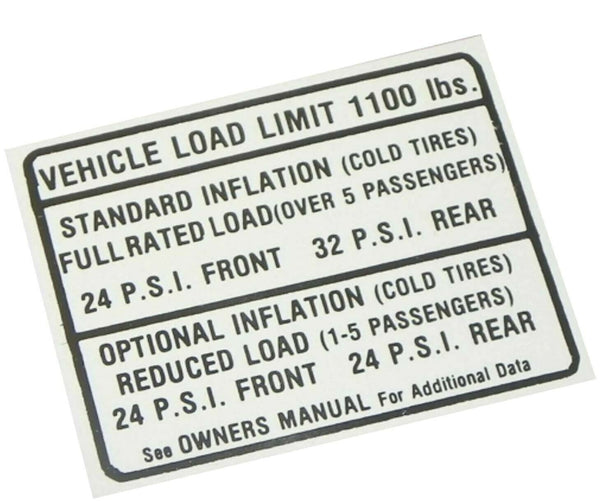 VEHICLE LOAD LIMIT 1100 lbs.
STANDARD INFLATION (COLD TIRES)
FULL RATED LOAD (OVER 5 PASSENGERS)
24 P.S.I. FRONT 32 P.S.I. REAR
OPTIONAL INFLATION (COLD TIRES)
REDUCED LOAD (1-5 PASSENGERS)
24 P.S.I. FRONT 24 P.S.I. REAR
See OWNERS MANUAL For Additional Data